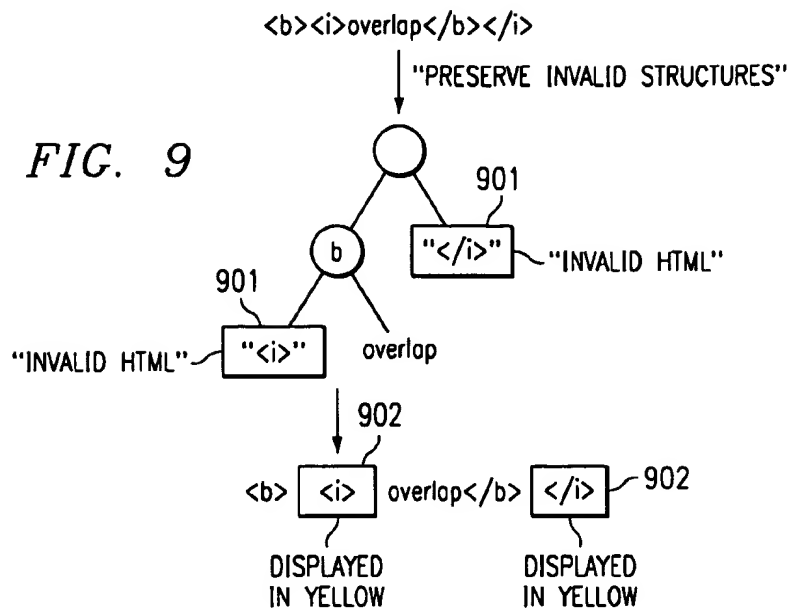 <b><i>overlap</b></i>
"PRESERVE INVALID STRUCTURES"
FIG. 9
901
b
"</i>"
"INVALID HTML"
901
"INVALID HTML"
"<i>"
overlap
902
<b> <i> overlap</b> </i> 902
DISPLAYED IN YELLOW
DISPLAYED IN YELLOW